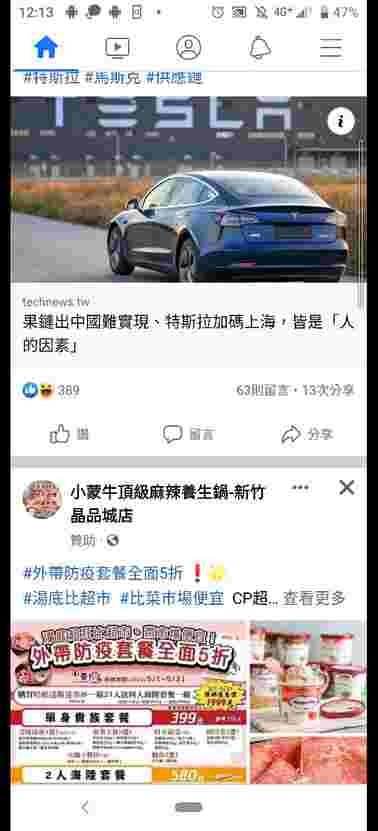 12:13
4G+
47%
#特斯拉 #馬斯克 #供應鏈
TESLA
technews.tw
果鏈出中國難實現、特斯拉加碼上海，皆是「人
的因素」
389
63則留言・13次分享
讚
留言
分享
小蒙牛頂級麻辣養生鍋-新竹
晶品城店
贊助
#外帶防疫套餐全面5折❗🌟
#湯底比超市 #比菜市場便宜 CP超... 查看更多
外帶防疫套餐全面5折
單身貴族套餐
399
2人海陸套餐
580